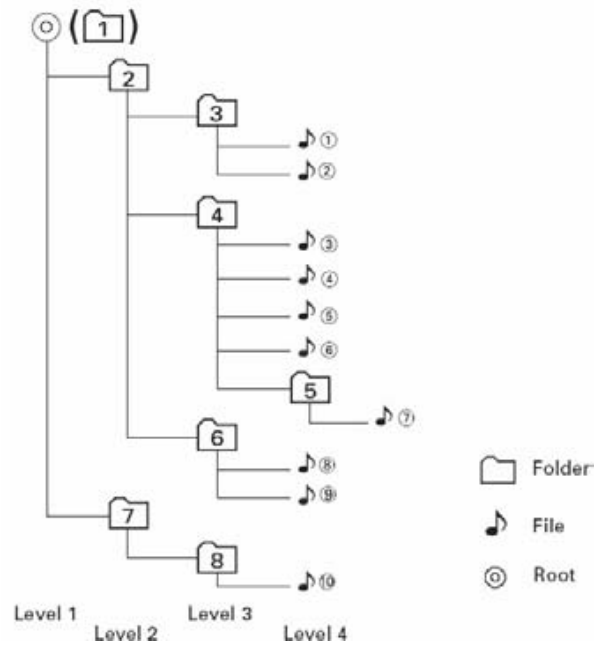 (1)
2
3
①
②
4
③
④
⑤
⑥
5
⑦
6
⑧
⑨
Folder
7
File
8
Root
⑩
Level 1
Level 2
Level 3
Level 4